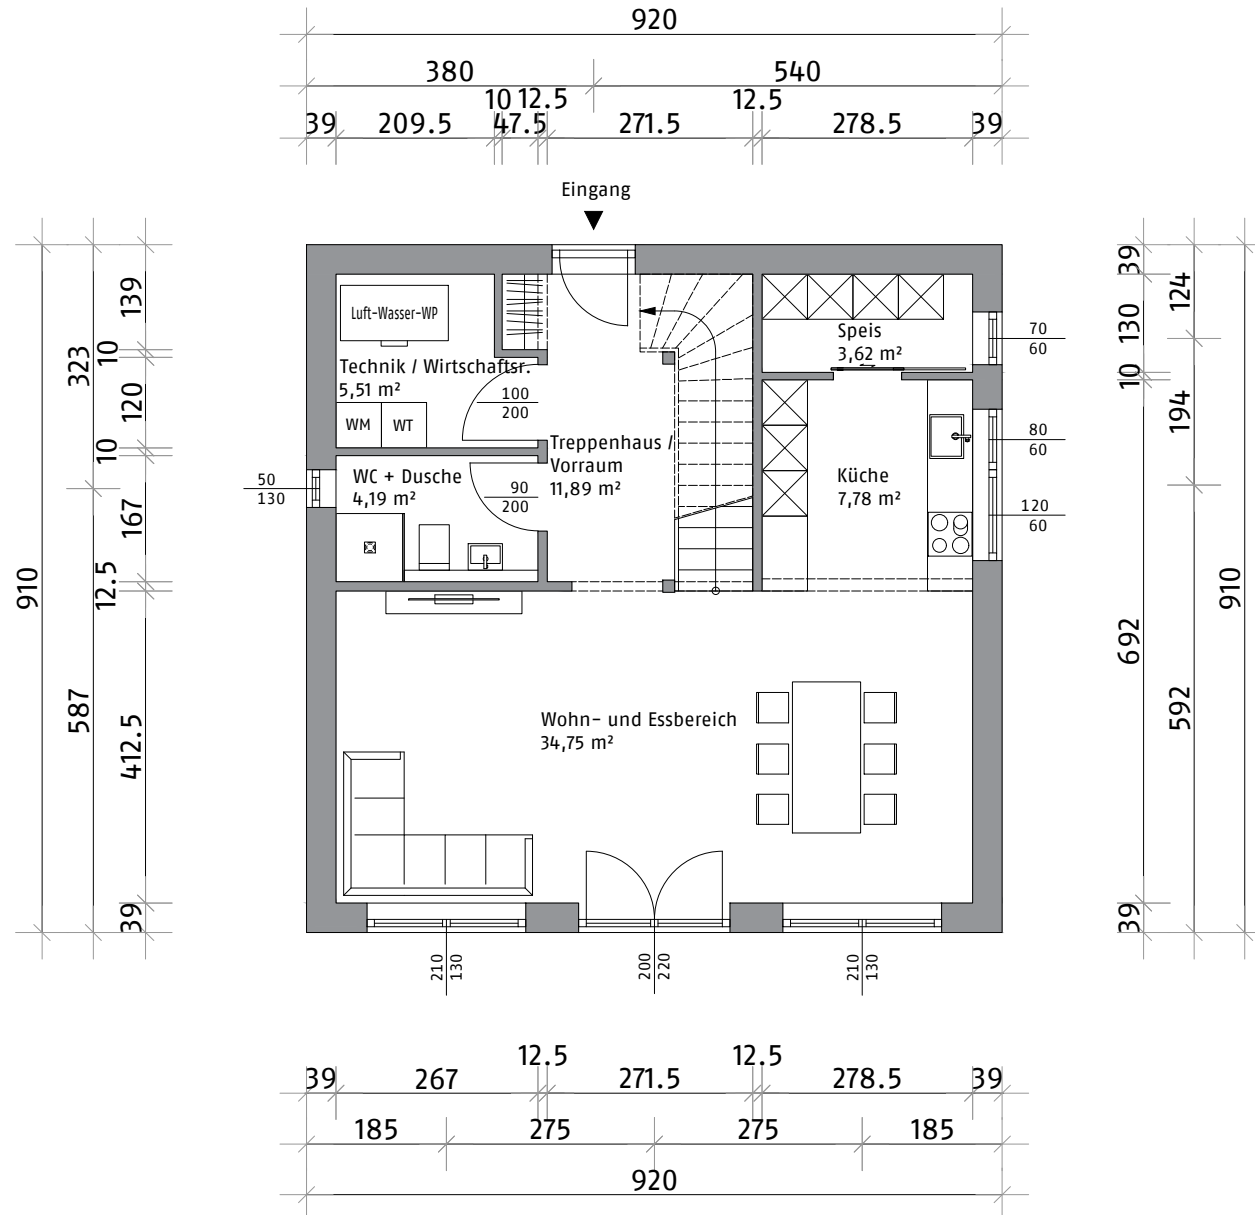 920
380 540
10 12.5 12.5
39 209.5 47.5 271.5 278.5 39
Eingang
139
10
120
10
167
12.5
412.5
39
323
587
910
Luft-Wasser-WP
Technik / Wirtschaftsr.
5,51 m²
WM WT
100
200
WC + Dusche
4,19 m²
90
200
50
130
Treppenhaus /
Vorraum
11,89 m²
Speis
3,62 m²
Küche
7,78 m²
70
60
80
60
120
60
39
130
10
692
39
124
194
592
910
Wohn- und Essbereich
34,75 m²
210
130
200
220
210
130
12.5 12.5
39 267 271.5 278.5 39
185 275 275 185
920